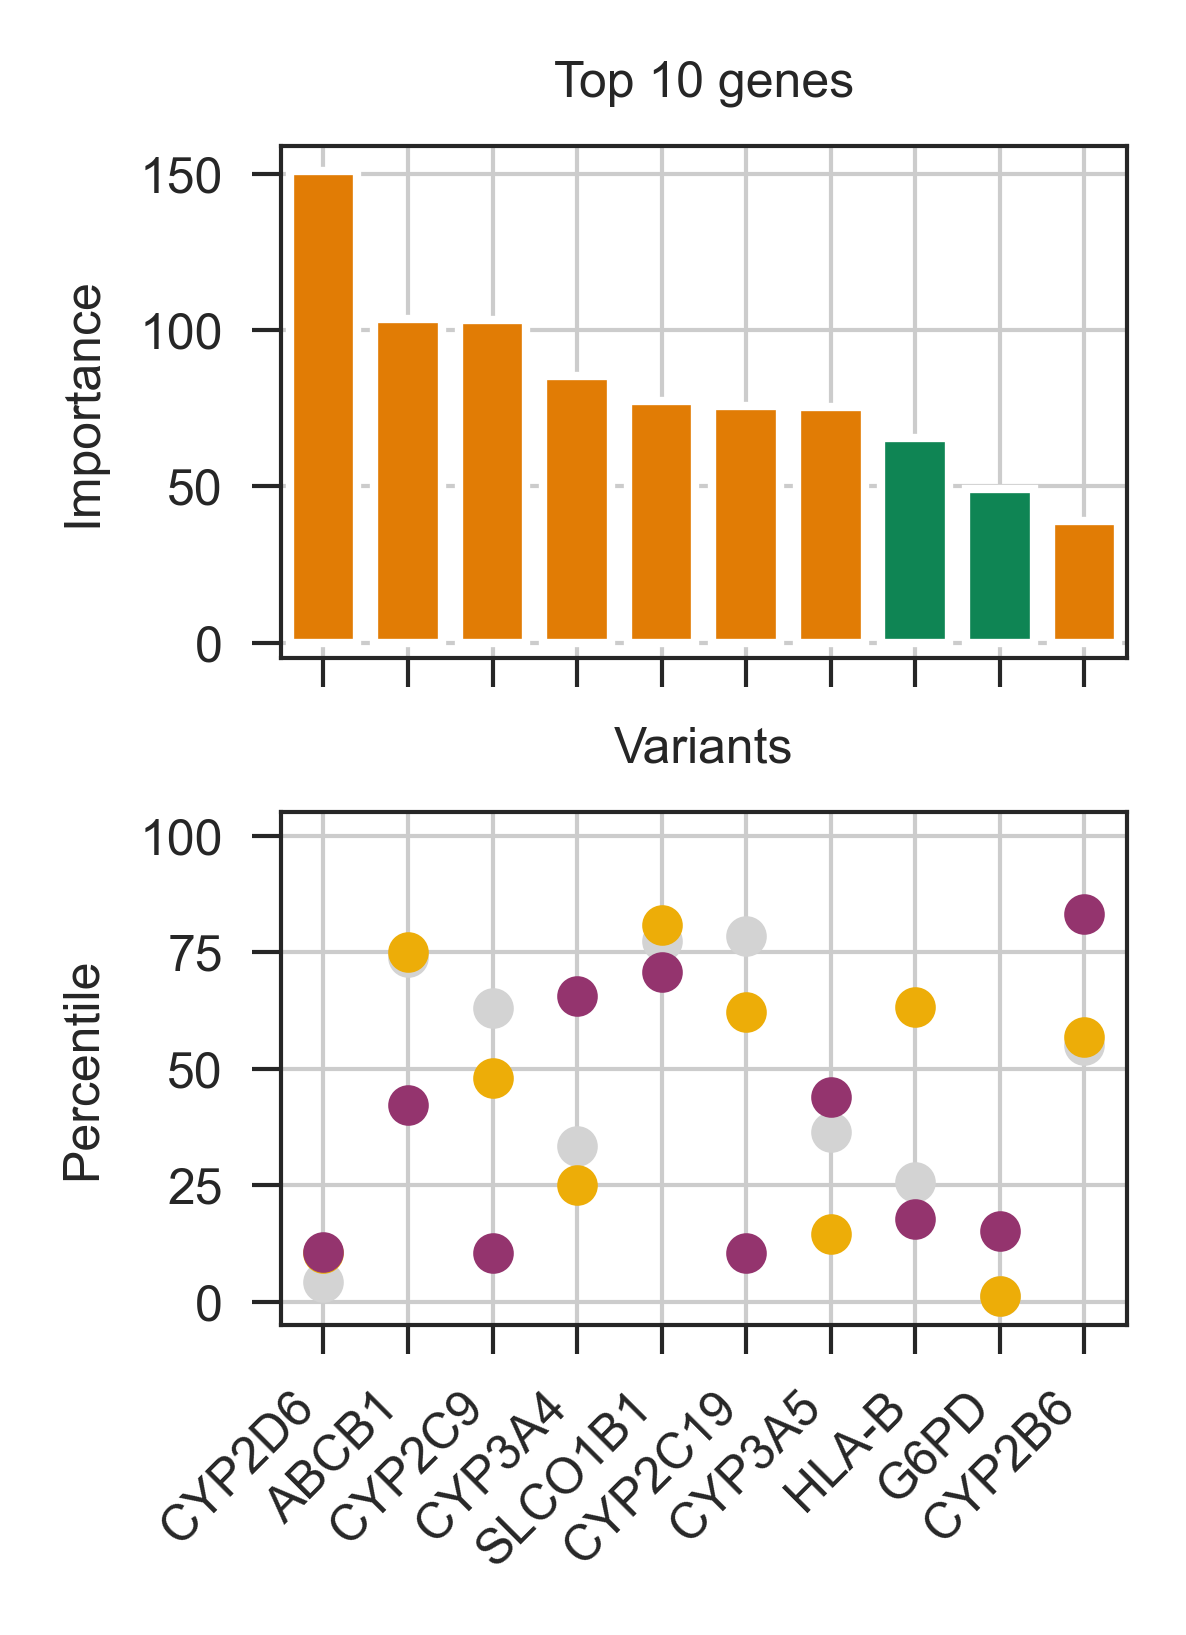 Top 10 genes
150
100
50
0
Importance
Variants
100
75
50
25
0
Percentile
CYP2D6
ABCB1
CYP2C9
CYP3A4
SLCO1B1
CYP2C19
CYP3A5
HLA-B
G6PD
CYP2B6